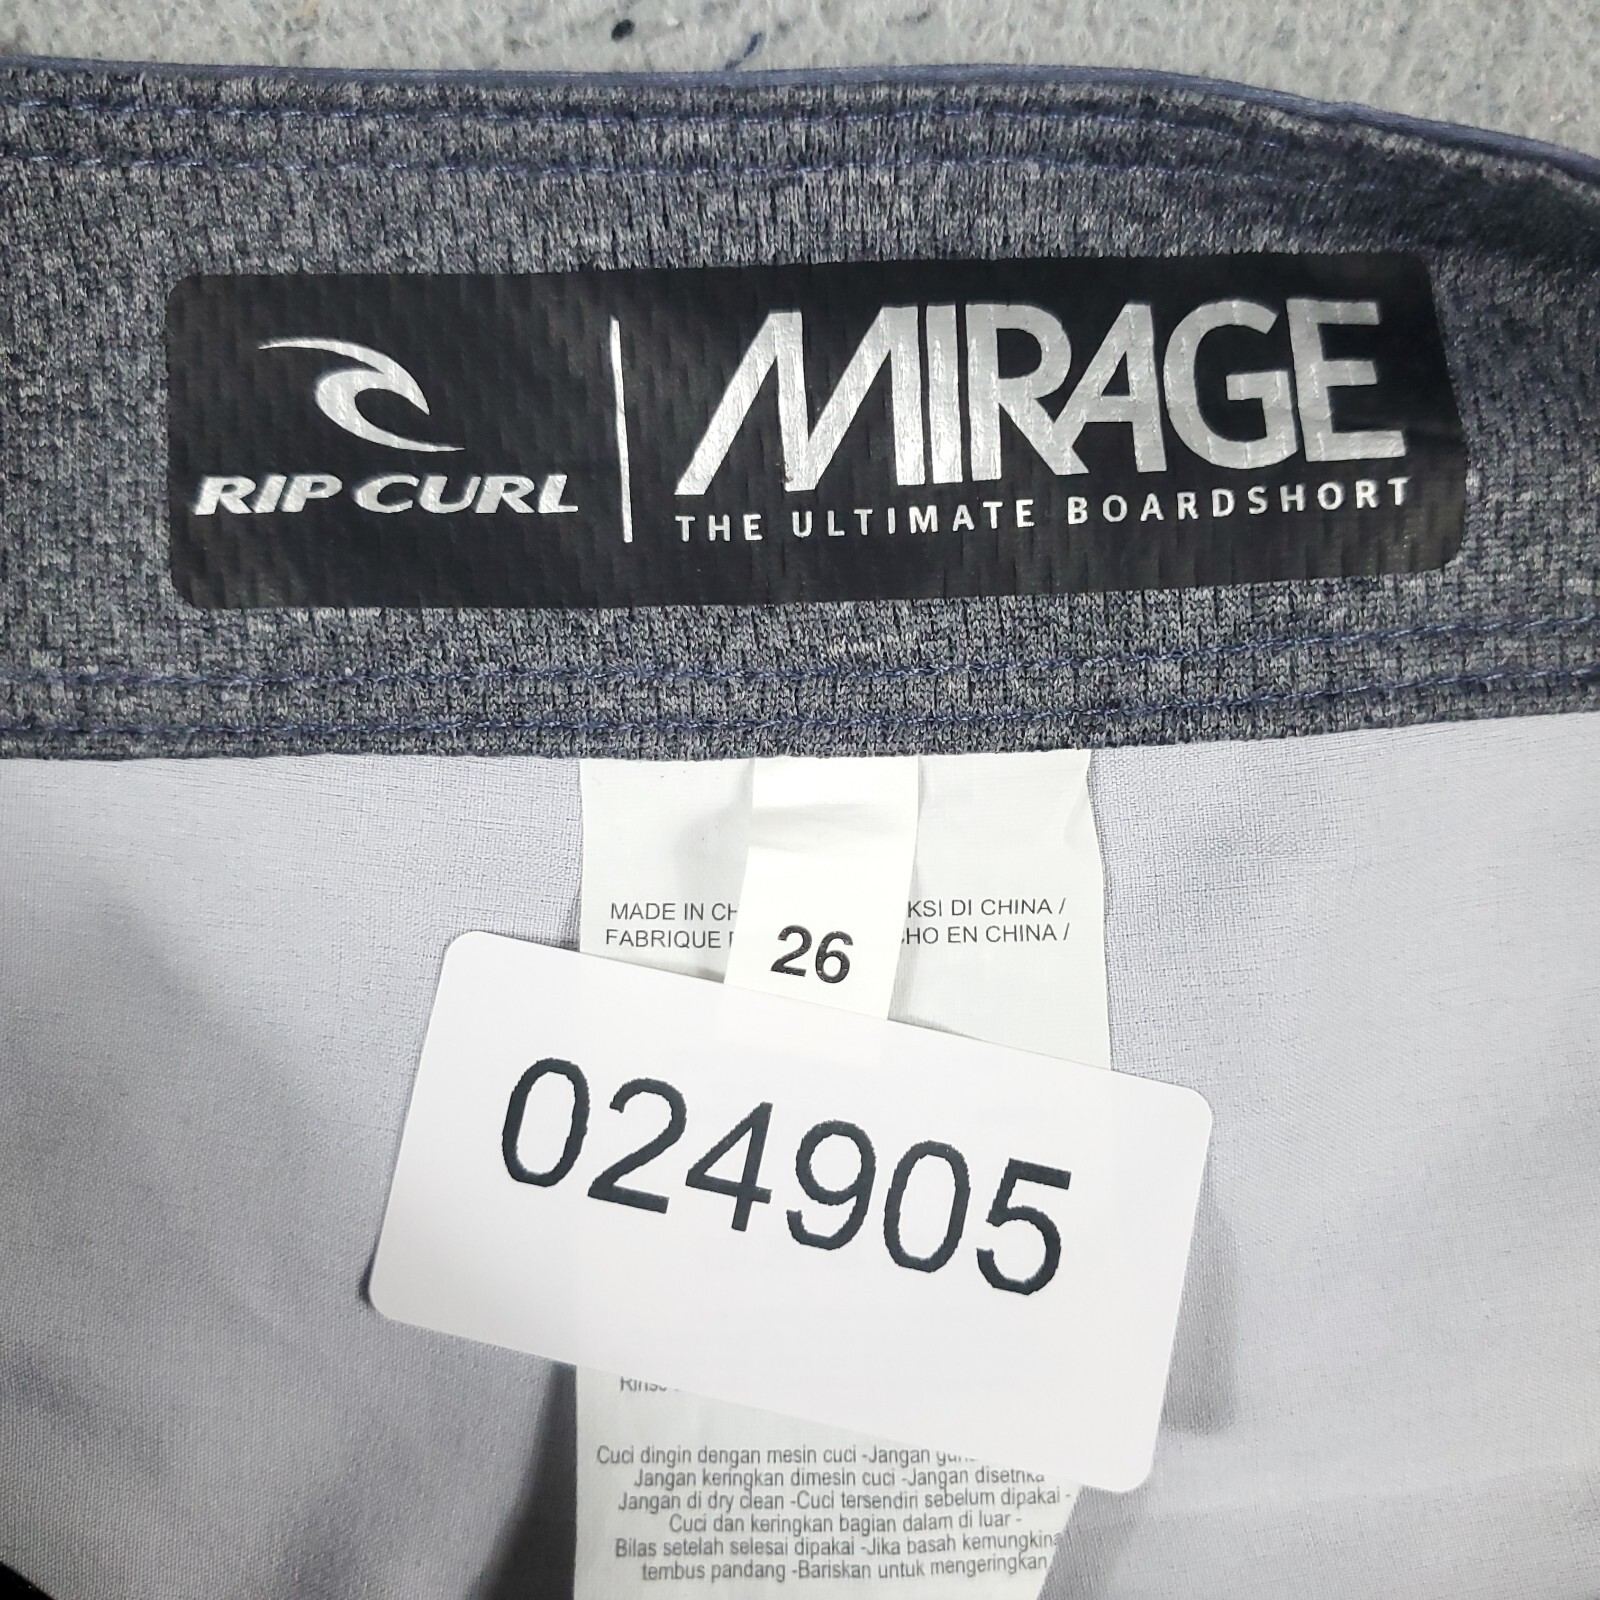 RIP CURL
MIRAGE
THE ULTIMATE BOARDSHORT
MADE IN CH KSI DI CHINA /
FABRIQUE HO EN CHINA /
26
024905
Cuci dingin dengan mesin cuci -Jangan
Jangan keringkan dimesin cuci -Jangan disetrika
Jangan di dry clean -Cuci tersendiri sebelum dipakai -
Cuci dan keringkan bagian dalam di luar -
Bilas setelah selesai dipakai -Jika basah kemungkina
tembus pandang -Bariskan untuk mengeringkan